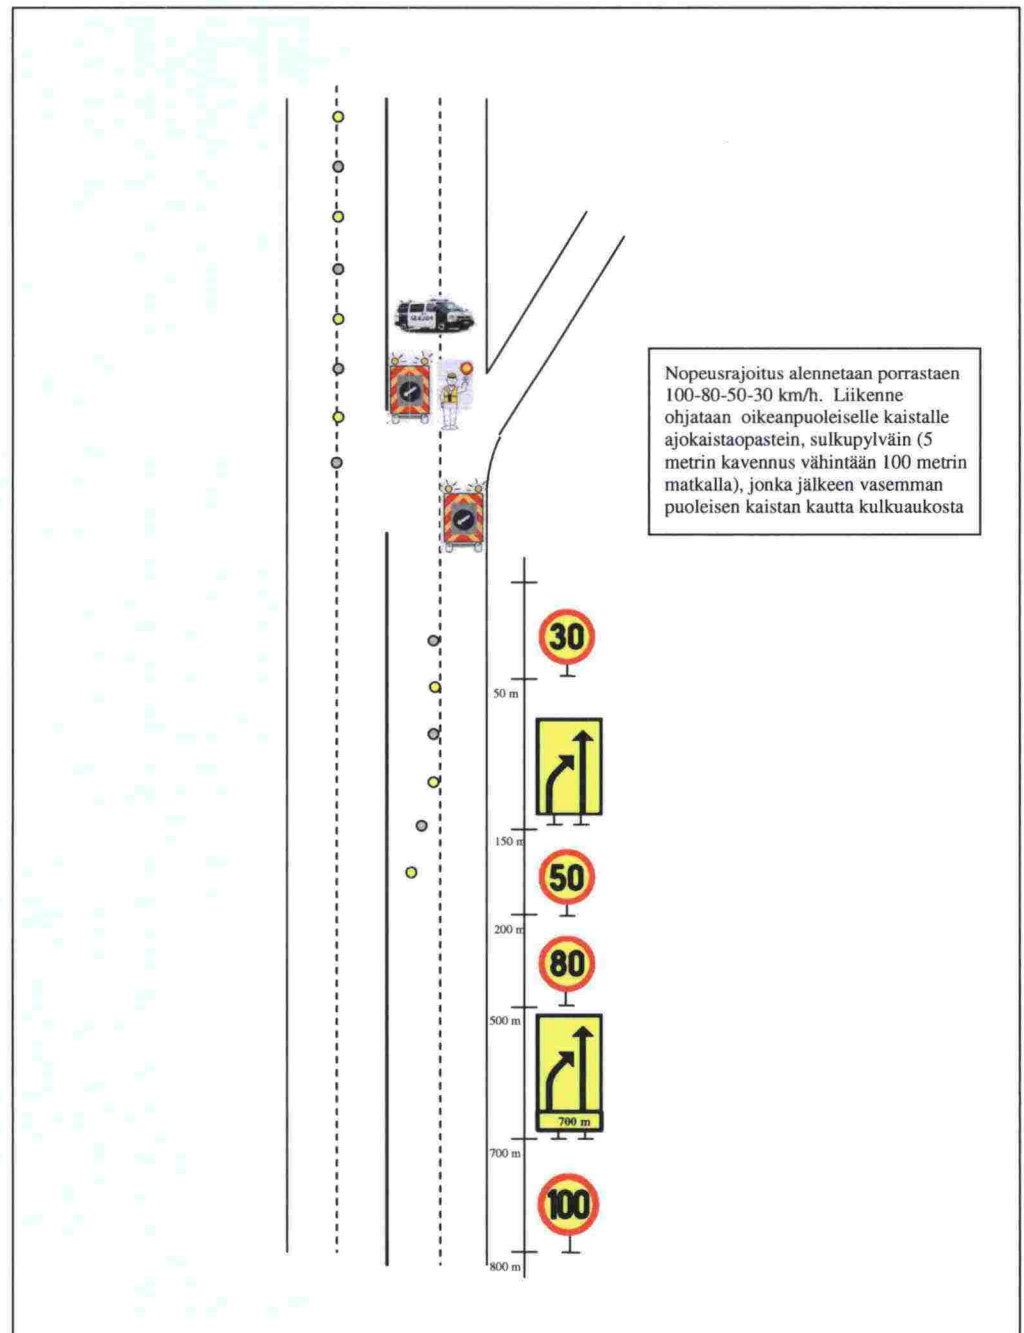 Nopeusrajoitus alennetaan porrastaen
100-80-50-30 km/h. Liikenne
ohjataan oikeanpuoleiselle kaistalle
ajokaistaopastein, sulkupylväin (5
metrin kavennus vähintään 100 metrin
matkalla), jonka jälkeen vasemman
puoleisen kaistan kautta kulkuaukosta
30
50 m
150 m
50
200 m
80
500 m
700 m
700 m
100
800 m